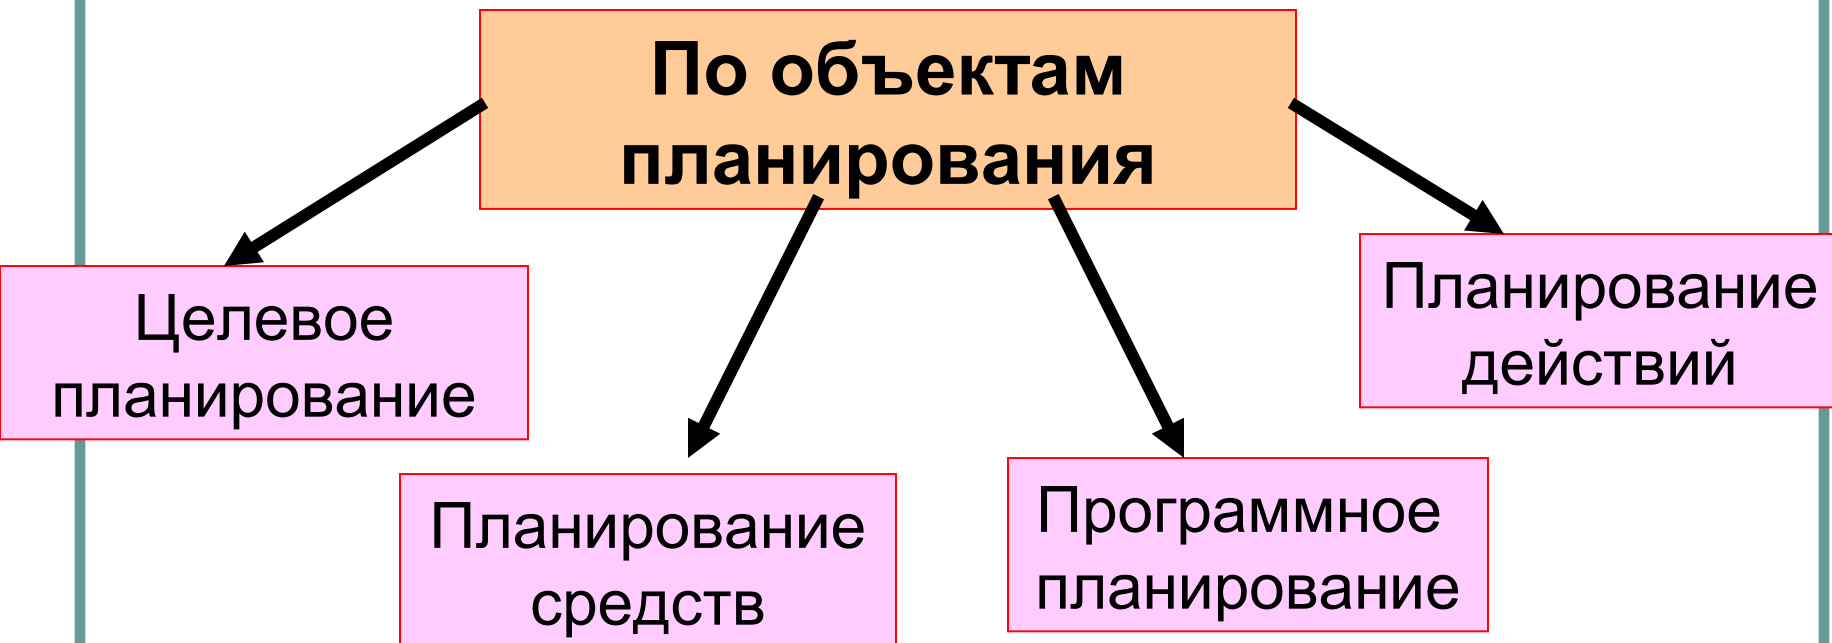 По объектам
планирования
Целевое
планирование
Планирование
средств
Программное
планирование
Планирование
действий